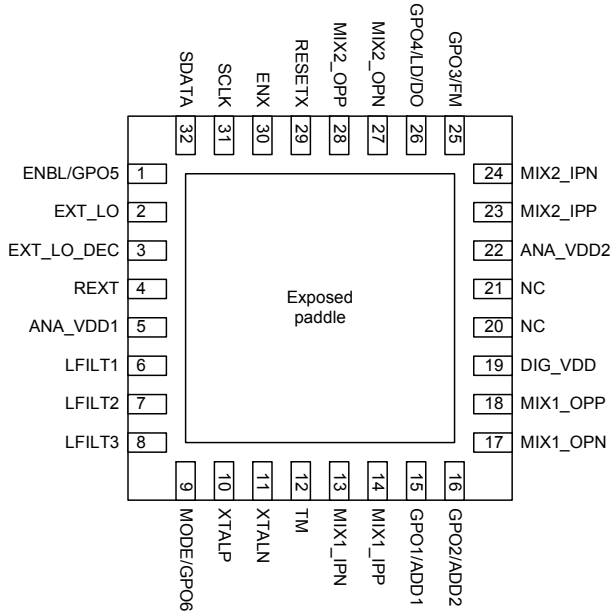 SDATA
SCLK
ENX
RESETX
MIX2_OPP
MIX2_OPN
GPO4/LD/DO
GPO3/FM
32
31
30
29
28
27
26
25
ENBL/GPO5 1
EXT_LO 2
EXT_LO_DEC 3
REXT 4
ANA_VDD1 5
LFILT1 6
LFILT2 7
LFILT3 8
Exposed
paddle
24 MIX2_IPN
23 MIX2_IPP
22 ANA_VDD2
21 NC
20 NC
19 DIG_VDD
18 MIX1_OPP
17 MIX1_OPN
9
10
11
12
13
14
15
16
MODE/GPO6
XTALP
XTALN
TM
MIX1_IPN
MIX1_IPP
GPO1/ADD1
GPO2/ADD2